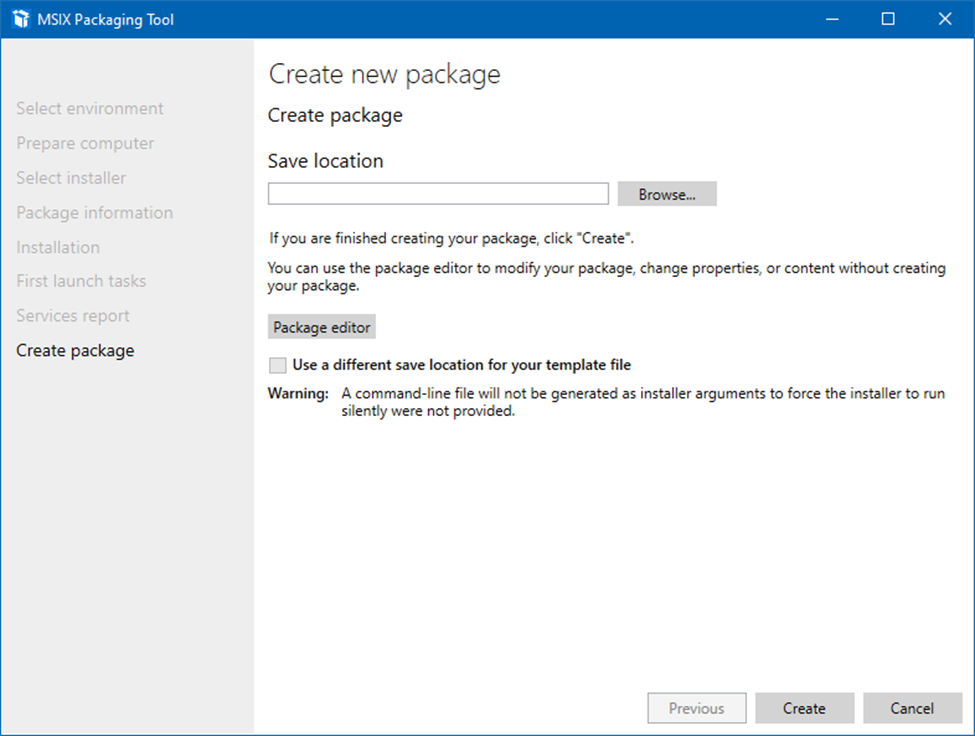 MSIX Packaging Tool
Select environment
Prepare computer
Select installer
Package information
Installation
First launch tasks
Services report
Create package
Create new package
Create package
Save location
Browse...
If you are finished creating your package, click "Create".
You can use the package editor to modify your package, change properties, or content without creating
your package.
Package editor
Use a different save location for your template file
Warning: A command-line file will not be generated as installer arguments to force the installer to run
silently were not provided.
Previous Create Cancel